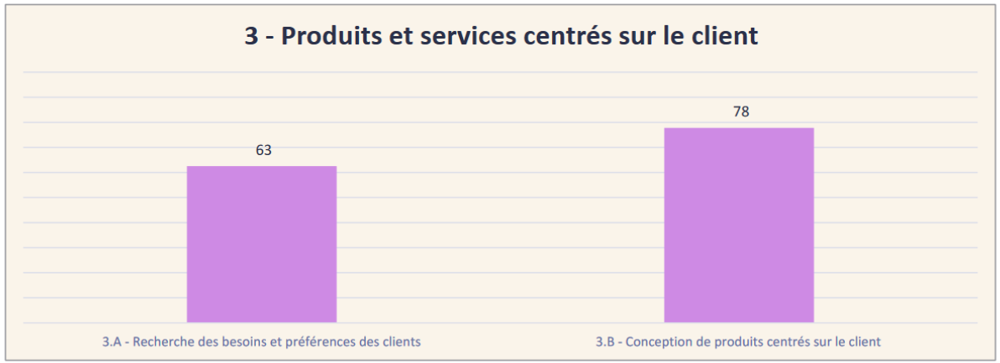 3 - Produits et services centrés sur le client
78
63
3.A - Recherche des besoins et préférences des clients
3.B - Conception de produits centrés sur le client